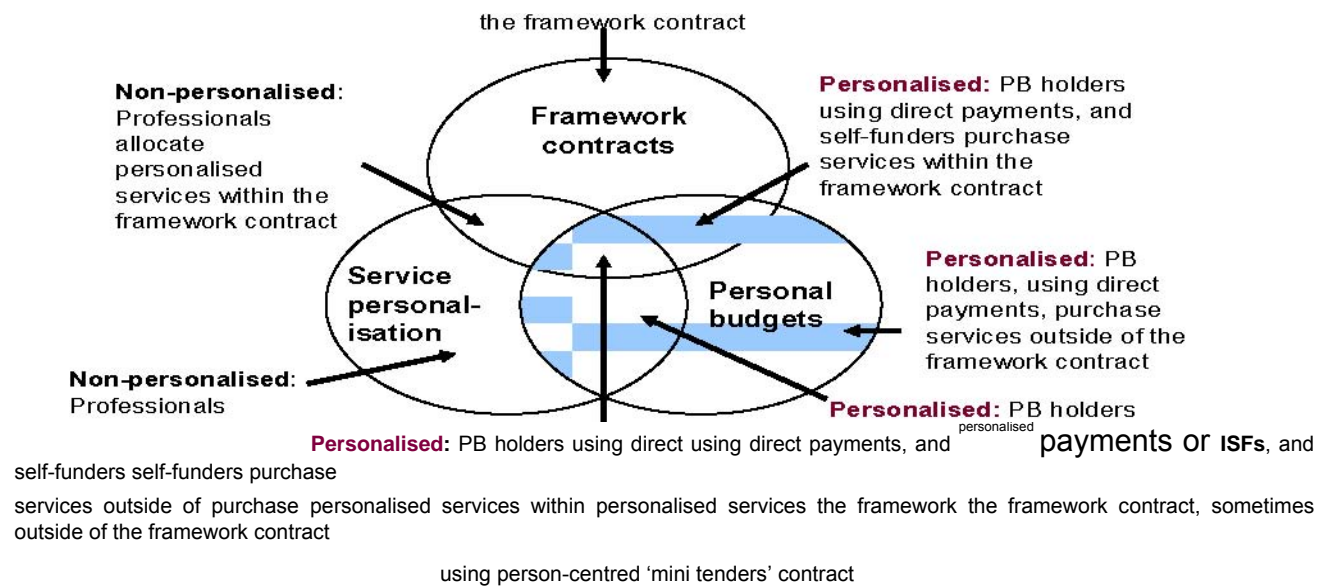 the framework contract
Non-personalised:
Professionals
allocate
personalised
services within the
framework contract
Framework
contracts
Personalised: PB holders
using direct payments, and
self-funders purchase
services within the
framework contract
Service
personal-
isation
Personal
budgets
Personalised: PB
holders, using direct
payments, purchase
services outside of the
framework contract
Non-personalised:
Professionals
Personalised: PB holders
Personalised: PB holders using direct using direct payments, and personalised payments or ISFs, and
self-funders self-funders purchase
services outside of purchase personalised services within personalised services the framework the framework contract, sometimes
outside of the framework contract
using person-centred ‘mini tenders’ contract